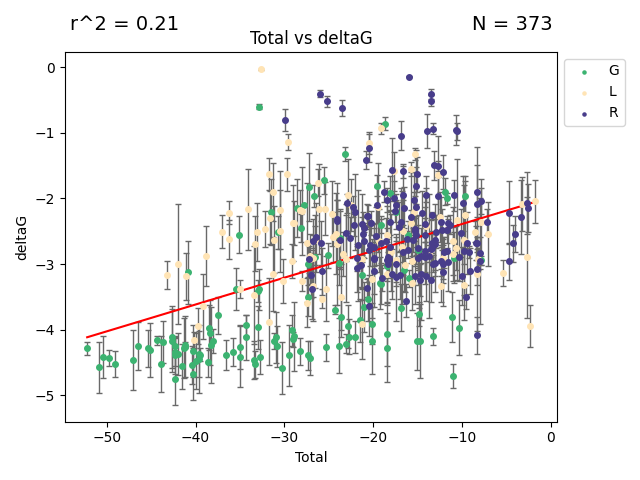 r^2 = 0.21
N = 373
Total vs deltaG
G
L
R
0
−1
−2
−3
−4
−5
deltaG
−50
−40
−30
−20
−10
0
Total